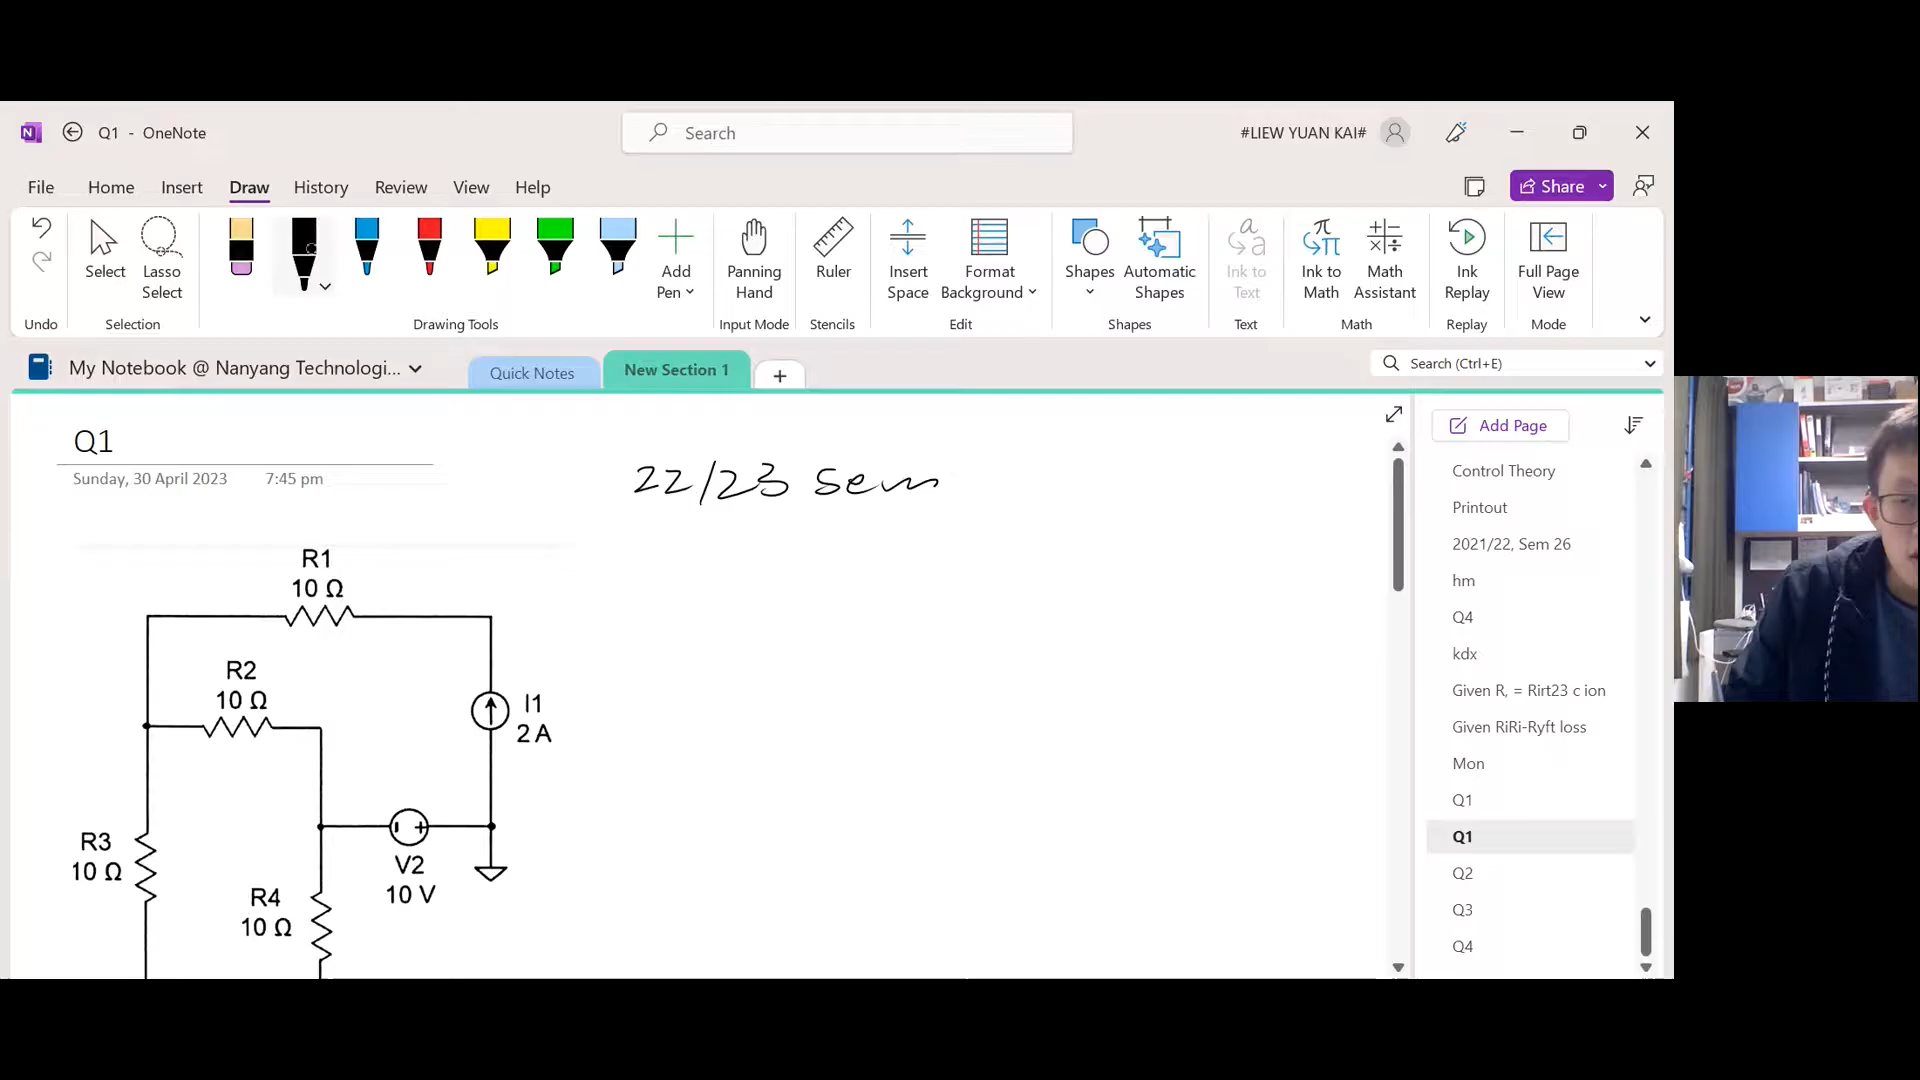 Q1 - OneNote
Search
#LIEW YUAN KAI#
File Home Insert Draw History Review View Help
Share
Undo
Select
Lasso Select
Selection
Drawing Tools
Add Pen
Panning Hand
Input Mode
Ruler
Stencils
Insert Space
Format Background
Edit
Shapes
Automatic Shapes
Shapes
Ink to Text
Text
Ink to Math
Math Assistant
Math
Ink Replay
Replay
Full Page View
Mode
My Notebook @ Nanyang Technologi...
Quick Notes
New Section 1
+
Search (Ctrl+E)
Q1
Sunday, 30 April 2023 7:45 pm
22/23 sem
R1
10 Ω
R2
10 Ω
I1
2 A
R3
10 Ω
V2
10 V
R4
10 Ω
Add Page
Control Theory
Printout
2021/22, Sem 26
hm
Q4
kdx
Given R, = Rirt23 c ion
Given RiRi-Ryft loss
Mon
Q1
Q1
Q2
Q3
Q4